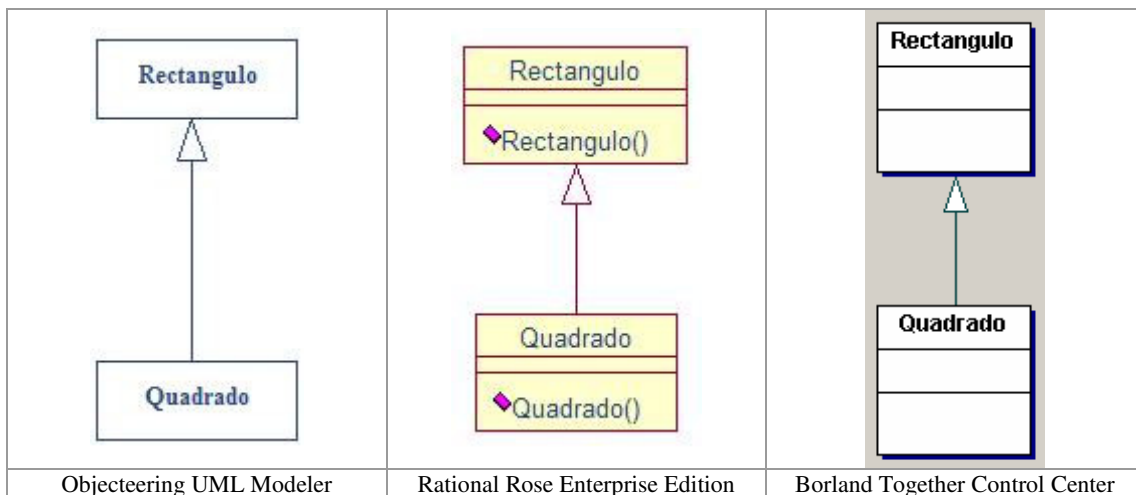 Rectangulo
Quadrado
Objecteering UML Modeler
Rectangulo
Rectangulo()
Quadrado
Quadrado()
Rational Rose Enterprise Edition
Rectangulo
Quadrado
Borland Together Control Center